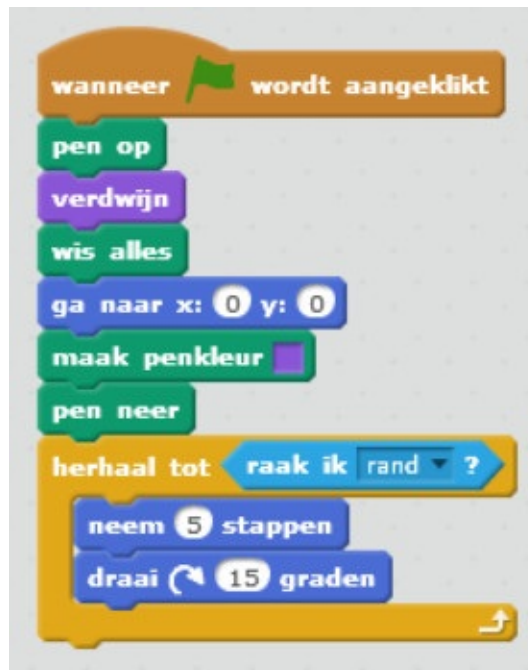 wanneer wordt aangeklikt
pen op
verdwijn
wis alles
ga naar x: 0 y: 0
maak penkleur
pen neer
herhaal tot raak ik rand ?
neem 5 stappen
draai 15 graden